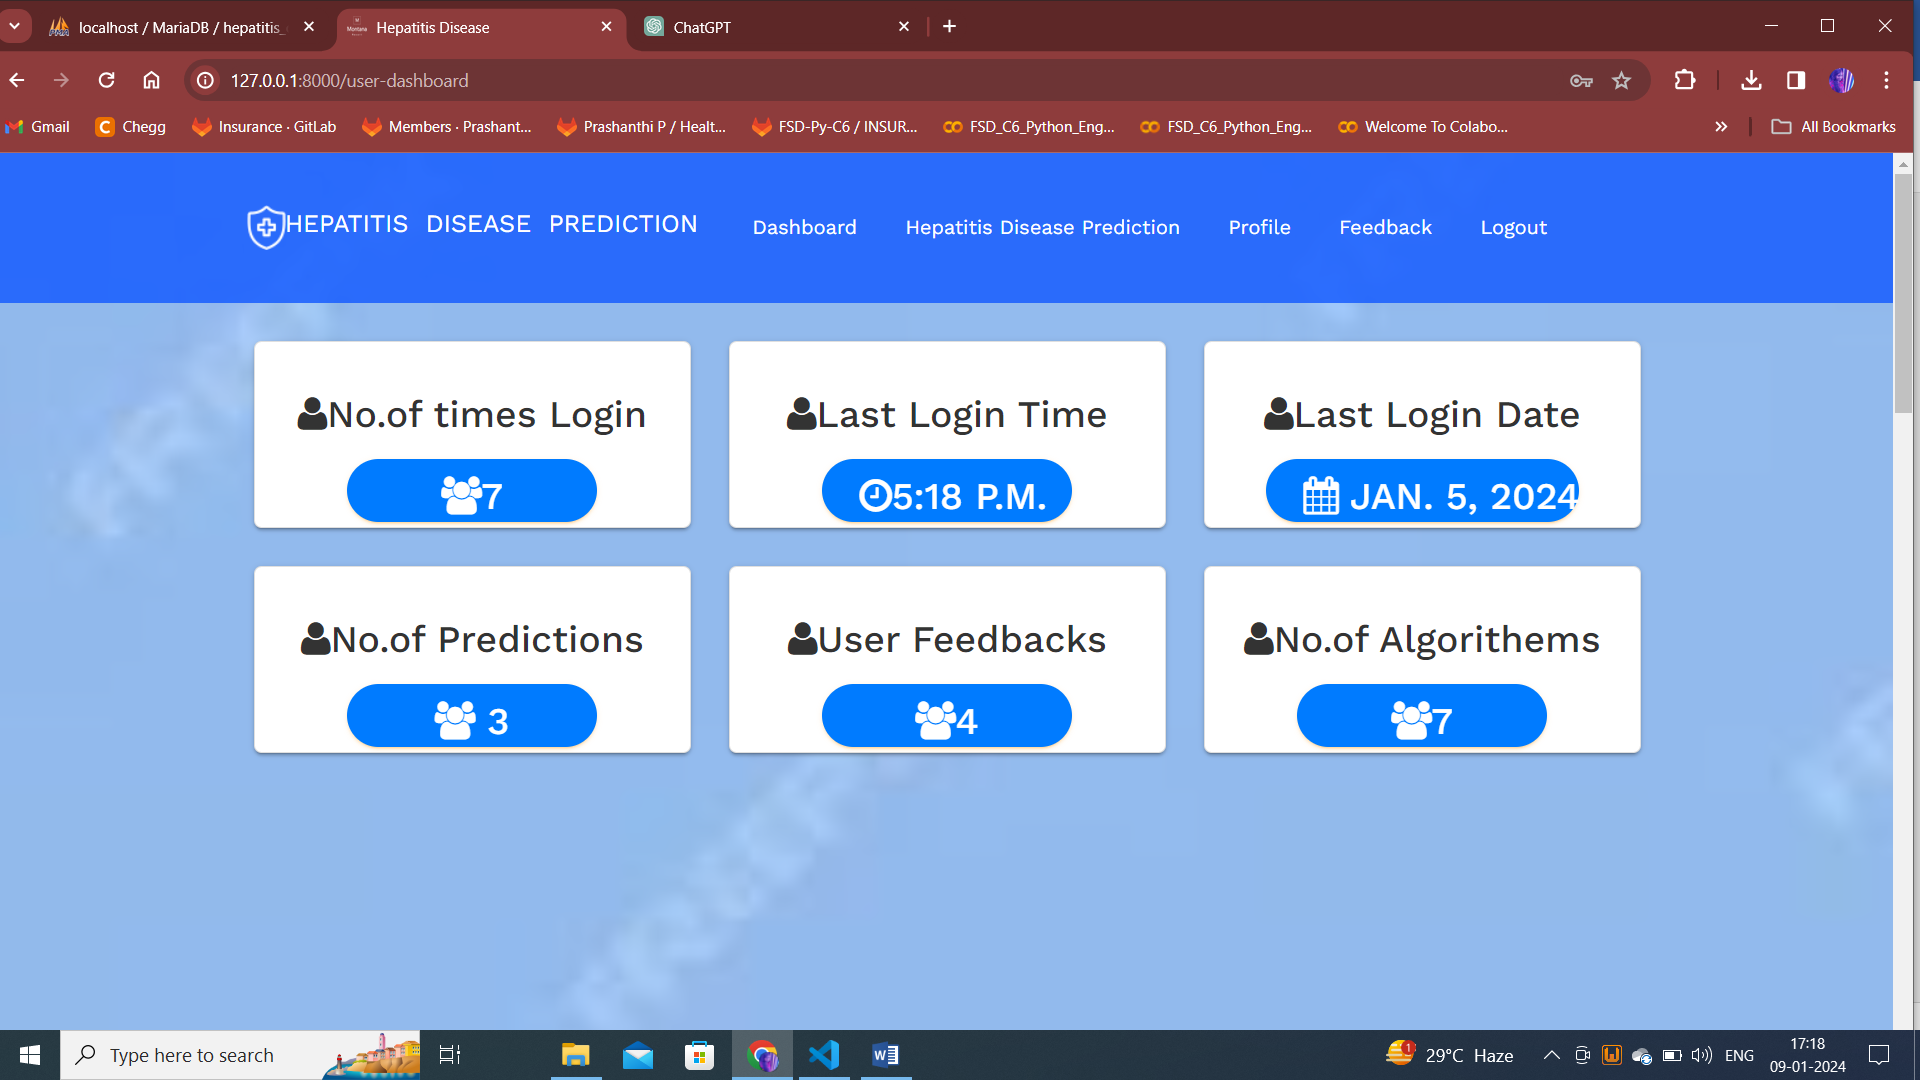 localhost / MariaDB / hepatitis_
Hepatitis Disease
ChatGPT
127.0.0.1:8000/user-dashboard
Gmail
Chegg
Insurance · GitLab
Members · Prashant...
Prashanthi P / Healt...
FSD-Py-C6 / INSUR...
FSD_C6_Python_Eng...
FSD_C6_Python_Eng...
Welcome To Colabo...
All Bookmarks
HEPATITIS DISEASE PREDICTION
Dashboard
Hepatitis Disease Prediction
Profile
Feedback
Logout
No.of times Login
7
Last Login Time
5:18 P.M.
Last Login Date
JAN. 5, 2024
No.of Predictions
3
User Feedbacks
4
No.of Algorithems
7
Type here to search
1
29°C Haze
ENG
17:18
09-01-2024